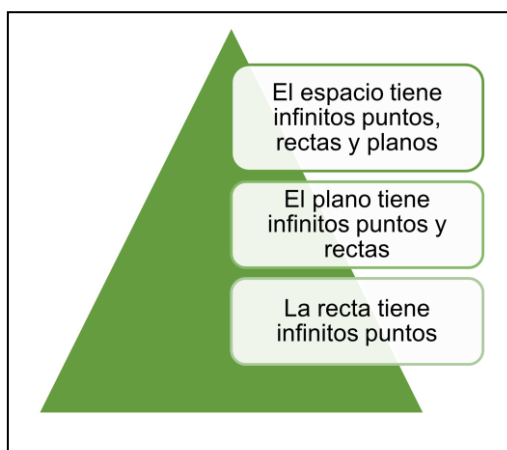 El espacio tiene
infinitos puntos,
rectas y planos
El plano tiene
infinitos puntos y
rectas
La recta tiene
infinitos puntos